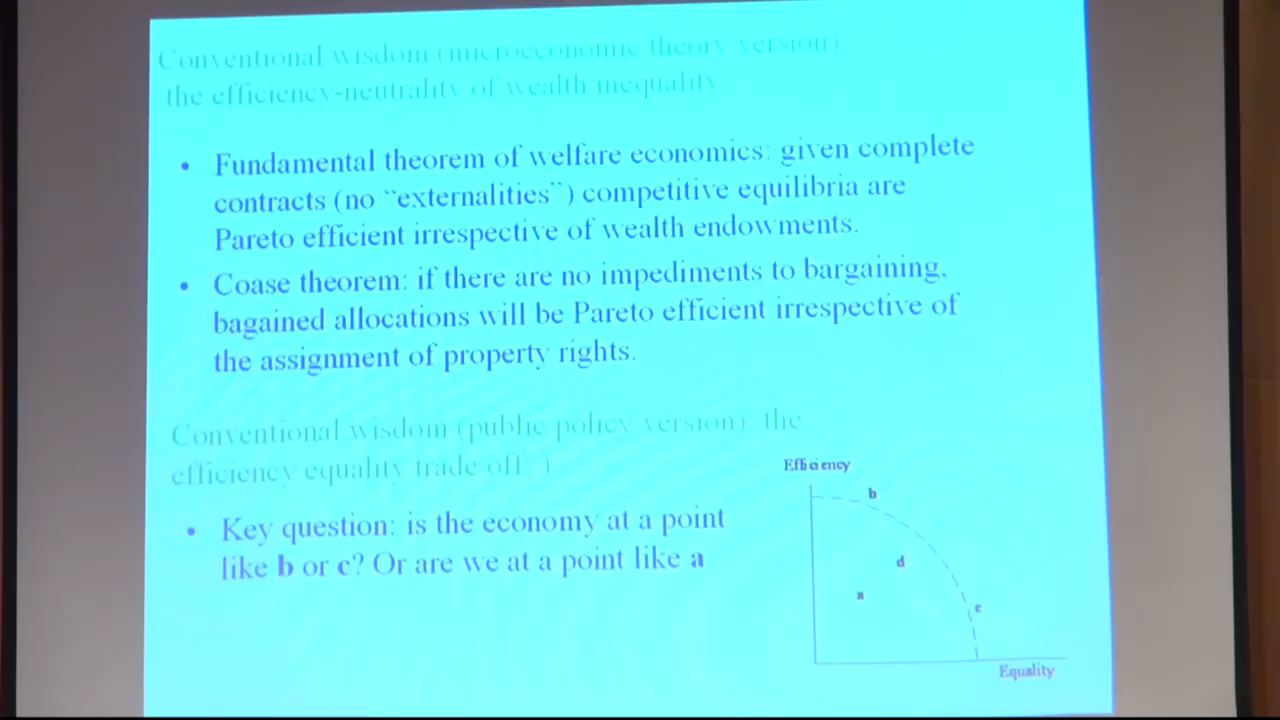 Conventional wisdom (microeconomic theory version)
the efficiency-neutrality of wealth inequality
• Fundamental theorem of welfare economics: given complete
contracts (no “externalities”) competitive equilibria are
Pareto efficient irrespective of wealth endowments.
• Coase theorem: if there are no impediments to bargaining,
bagained allocations will be Pareto efficient irrespective of
the assignment of property rights.
Conventional wisdom (public policy version): the
efficiency equality trade off. )
• Key question: is the economy at a point
like b or c? Or are we at a point like a
Efficiency
b
d
a
c
Equality